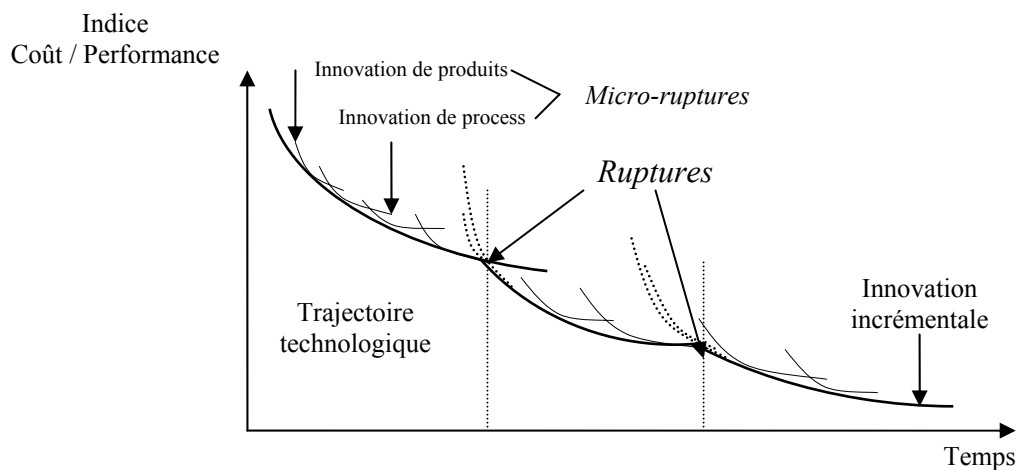 Indice
Coût / Performance
Innovation de produits
Micro-ruptures
Innovation de process
Ruptures
Trajectoire
technologique
Innovation
incrémentale
Temps